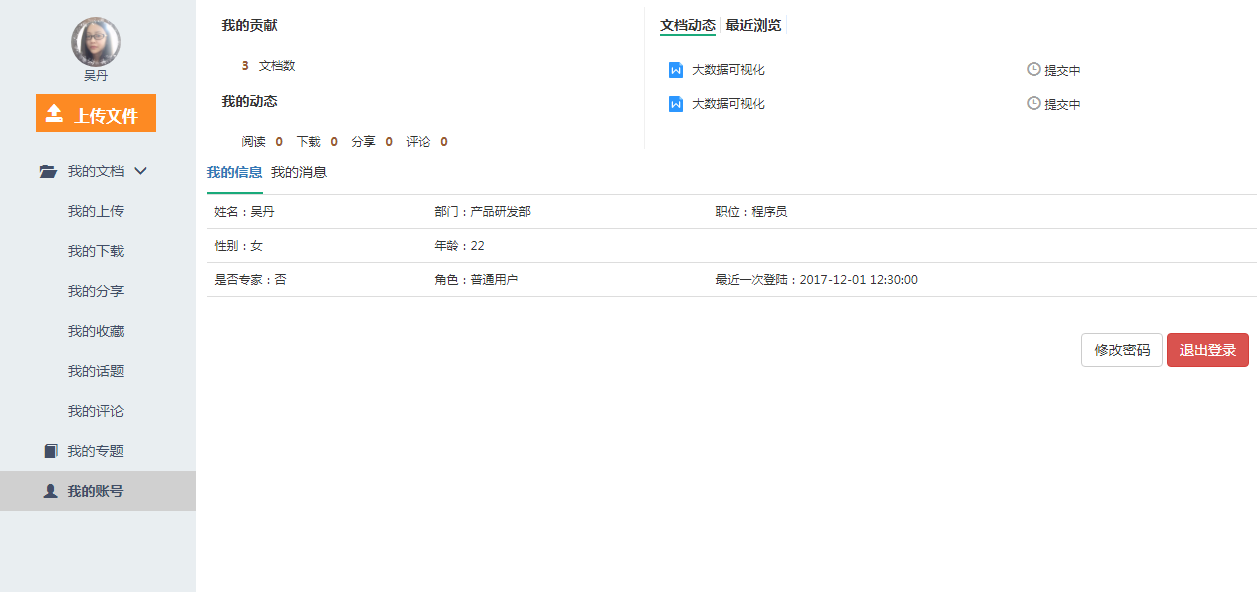 吴丹
上传文件
我的文档
我的上传
我的下载
我的分享
我的收藏
我的话题
我的评论
我的专题
我的账号
我的贡献
3 文档数
我的动态
阅读 0 下载 0 分享 0 评论 0
文档动态 最近浏览
大数据可视化 提交中
大数据可视化 提交中
我的信息 我的消息
姓名：吴丹 部门：产品研发部 职位：程序员
性别：女 年龄：22
是否专家：否 角色：普通用户 最近一次登陆：2017-12-01 12:30:00
修改密码 退出登录